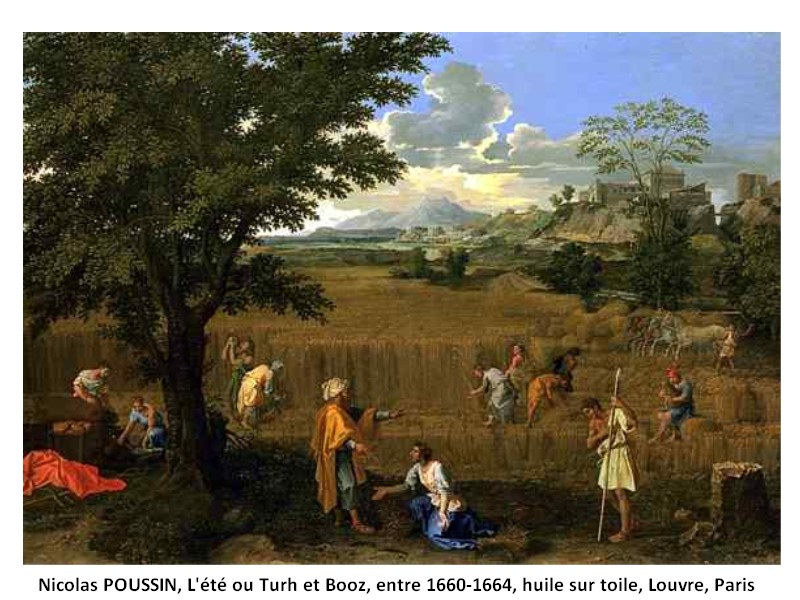 Nicolas POUSSIN, L'été ou Turh et Booz, entre 1660-1664, huile sur toile, Louvre, Paris